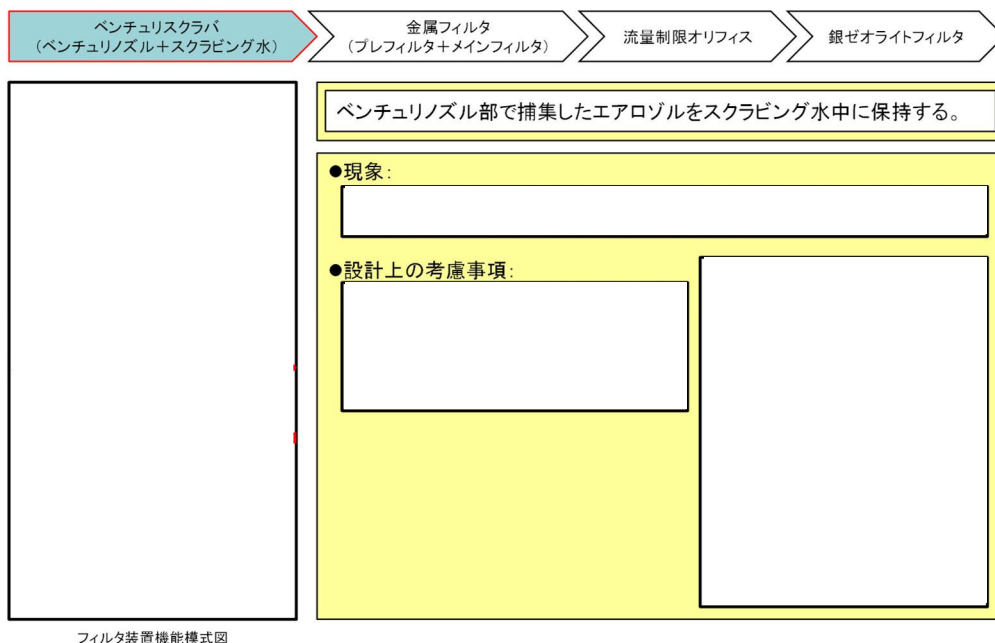 ベンチュリスクラバ
(ベンチュリノズル+スクラビング水)
金属フィルタ
(プレフィルタ+メインフィルタ)
流量制限オリフィス
銀ゼオライトフィルタ
ベンチュリノズル部で捕集したエアロゾルをスクラビング水中に保持する。
●現象:
●設計上の考慮事項:
フィルタ装置機能模式図